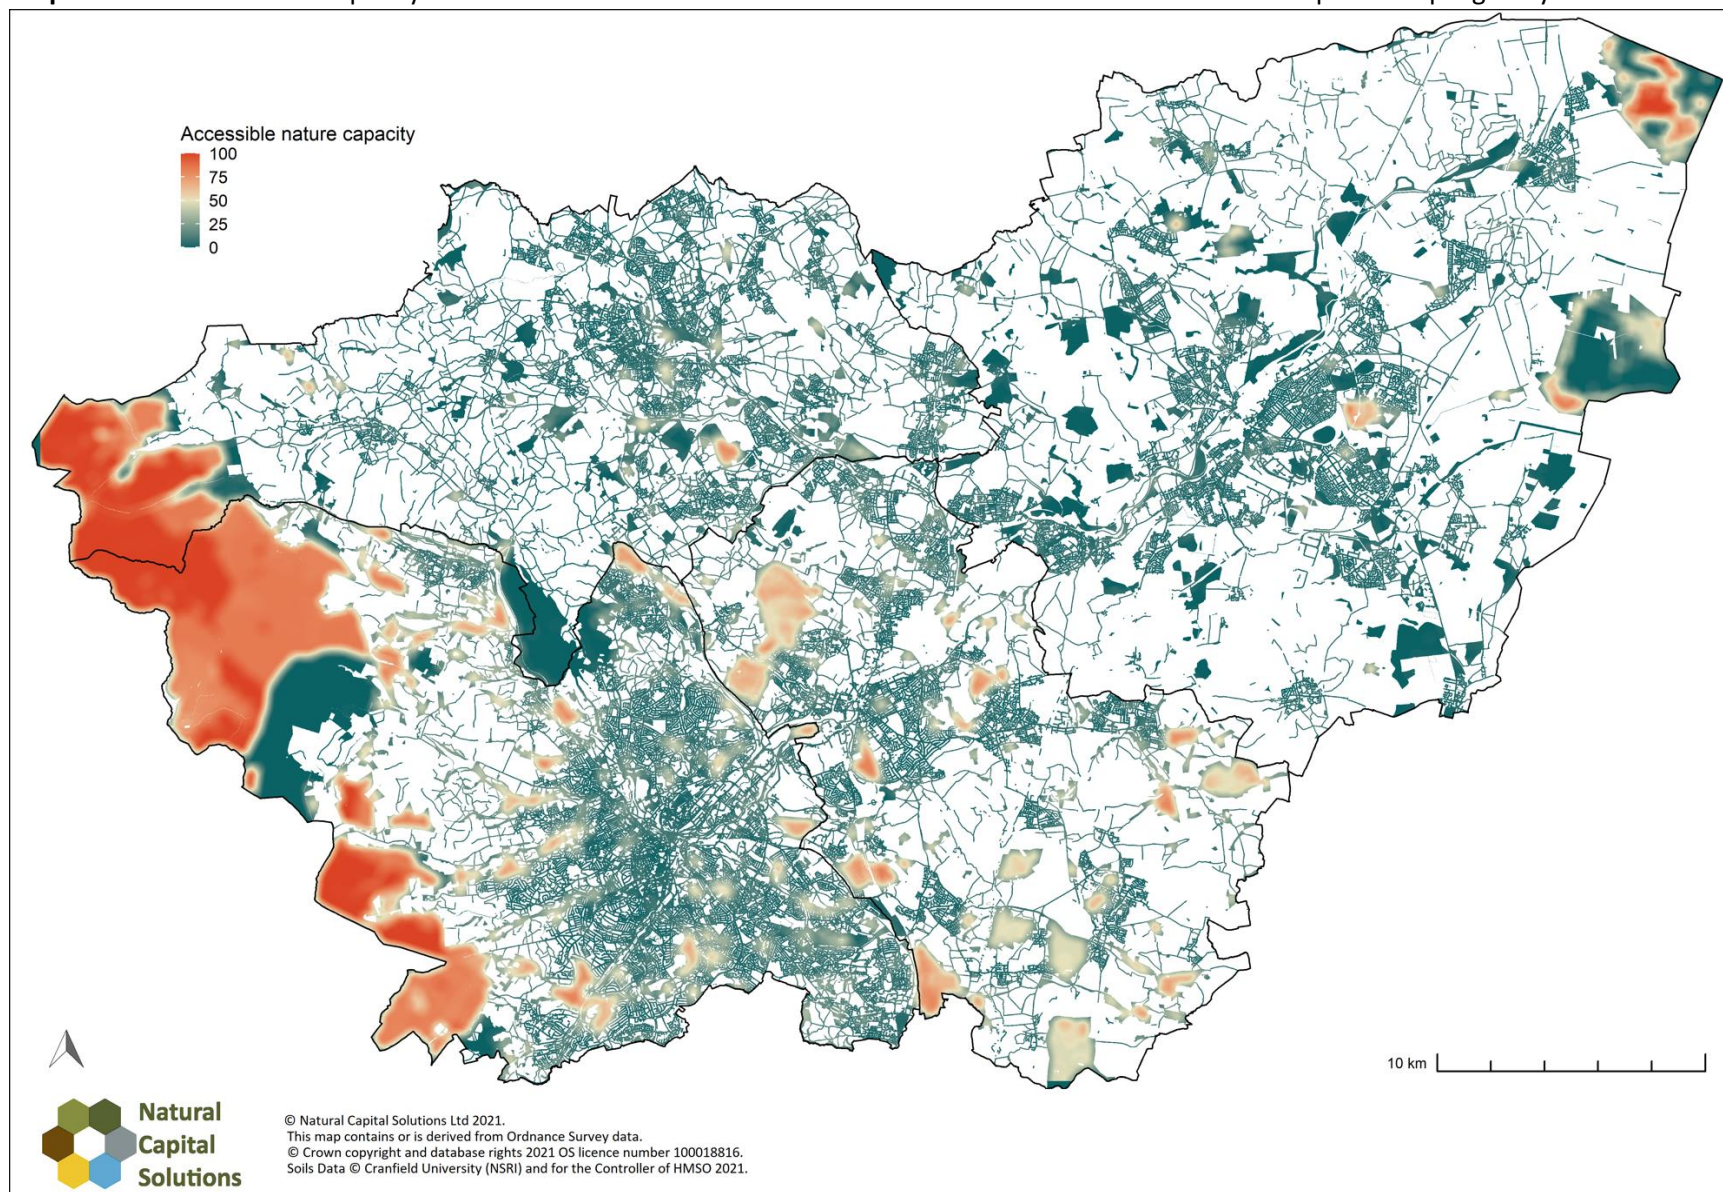 Accessible nature capacity
100
75
50
25
0
10 km
Natural
Capital
Solutions
© Natural Capital Solutions Ltd 2021.
This map contains or is derived from Ordnance Survey data.
© Crown copyright and database rights 2021 OS licence number 100018816.
Soils Data © Cranfield University (NSRI) and for the Controller of HMSO 2021.